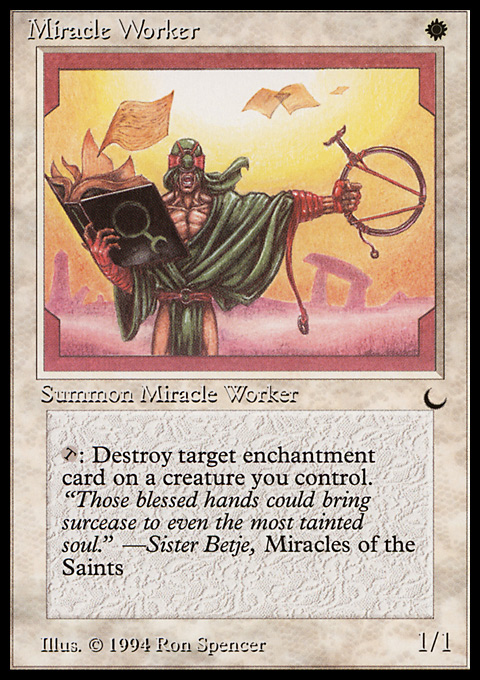 Miracle Worker
Summon Miracle Worker
: Destroy target enchantment
card on a creature you control.
“Those blessed hands could bring
surcease to even the most tainted
soul.” —Sister Betje, Miracles of the
Saints
Illus. © 1994 Ron Spencer
1/1